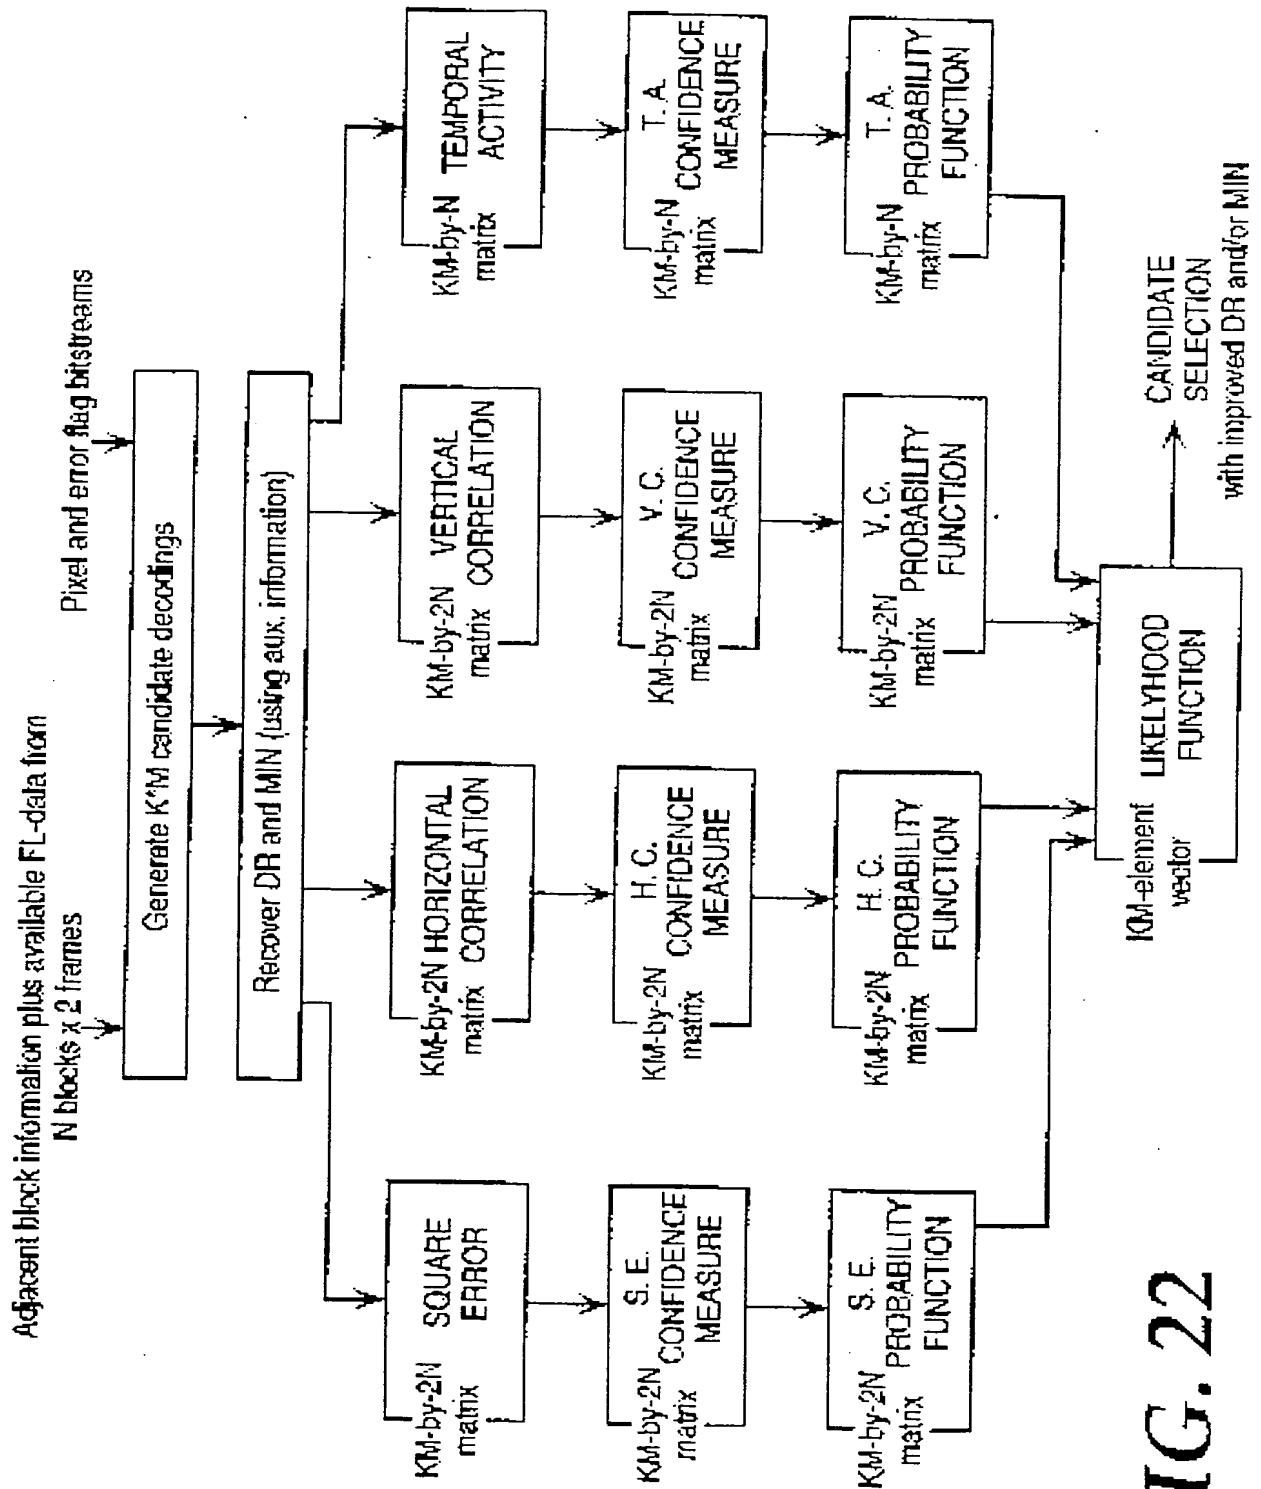 Adjacent block information plus available FL-data from
N blocks x 2 frames
Pixel and error flag bitstreams
Generate K*M candidate decodings
Recover DR and MIN (using aux. information)
KM-by-2N
matrix
SQUARE
ERROR
KM-by-2N
matrix
HORIZONTAL
CORRELATION
KM-by-2N
matrix
VERTICAL
CORRELATION
KM-by-N
matrix
TEMPORAL
ACTIVITY
KM-by-2N
matrix
S. E.
CONFIDENCE
MEASURE
KM-by-2N
matrix
H. C.
CONFIDENCE
MEASURE
KM-by-2N
matrix
V. C.
CONFIDENCE
MEASURE
KM-by-N
matrix
T. A.
CONFIDENCE
MEASURE
KM-by-2N
matrix
S. E.
PROBABILITY
FUNCTION
KM-by-2N
matrix
H. C.
PROBABILITY
FUNCTION
KM-by-2N
matrix
V. C.
PROBABILITY
FUNCTION
KM-by-N
matrix
T. A.
PROBABILITY
FUNCTION
KM-element
vector
LIKELYHOOD
FUNCTION
CANDIDATE
SELECTION
with improved DR and/or MIN
IG. 22